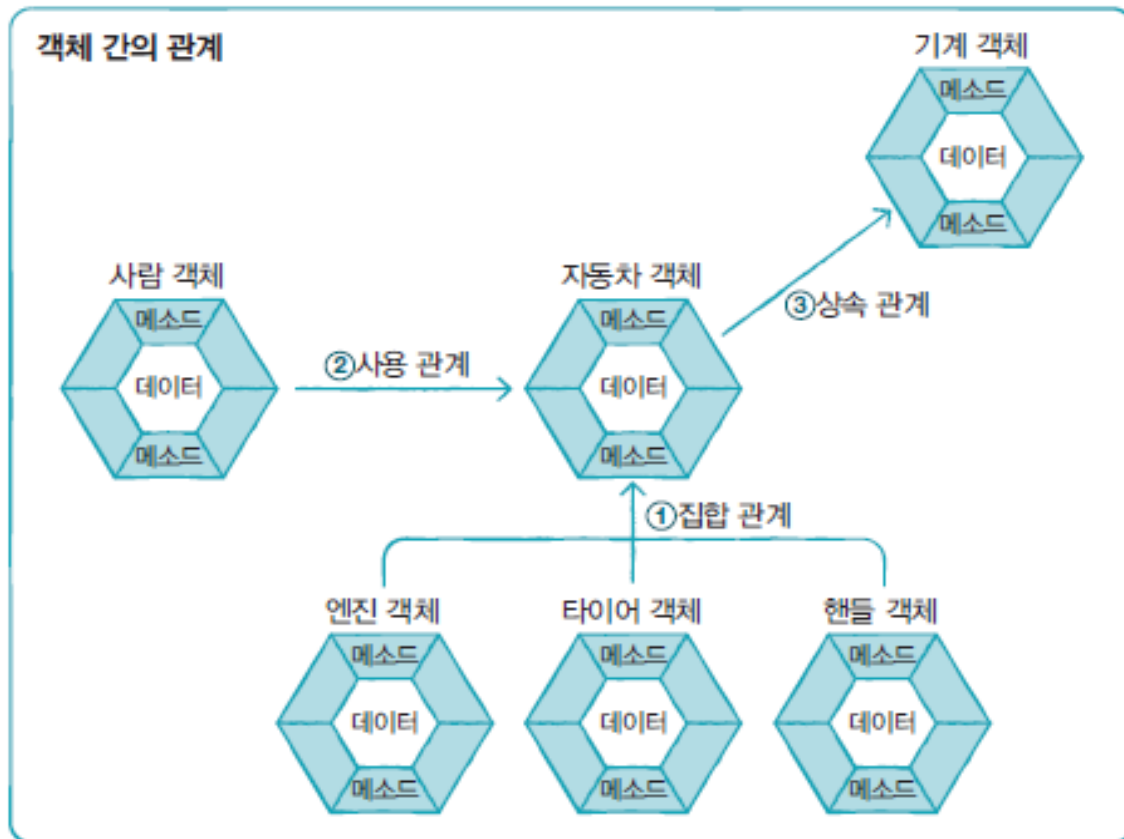 객체 간의 관계
기계 객체
메소드
데이터
메소드
사람 객체
메소드
데이터
메소드
②사용 관계
자동차 객체
메소드
데이터
메소드
③상속 관계
①집합 관계
엔진 객체
메소드
데이터
메소드
타이어 객체
메소드
데이터
메소드
핸들 객체
메소드
데이터
메소드